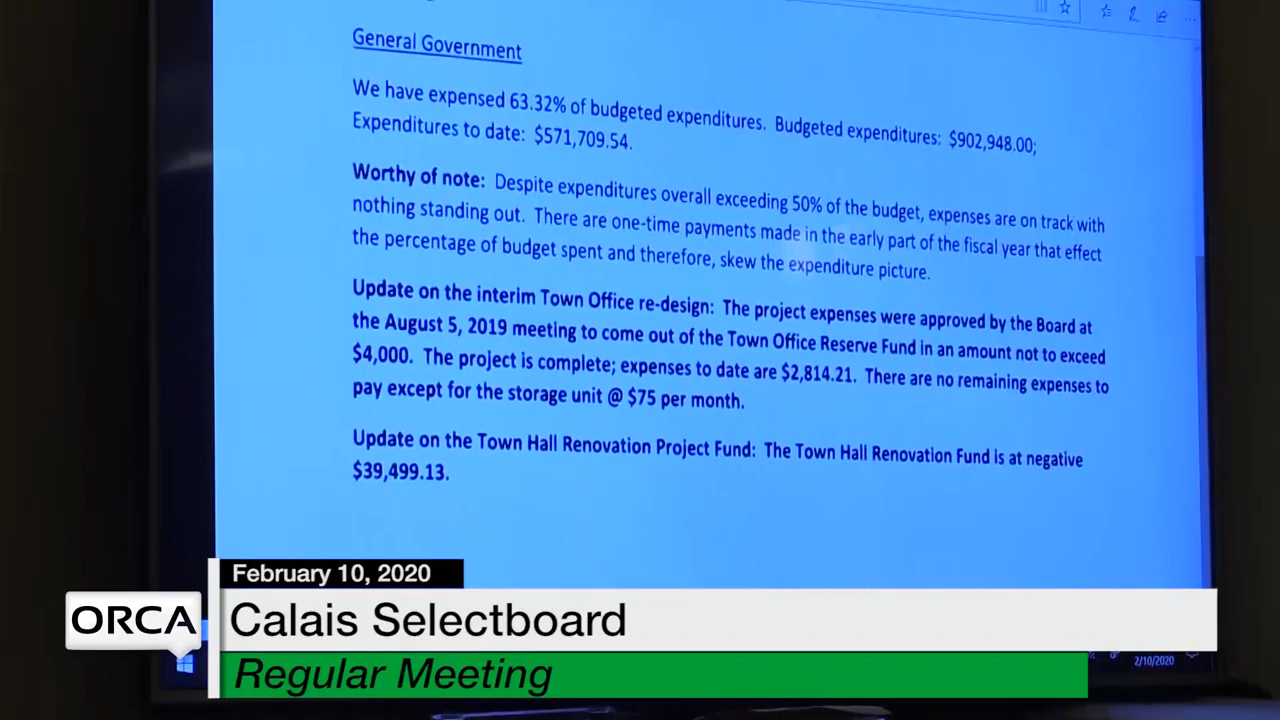 General Government
We have expensed 63.32% of budgeted expenditures. Budgeted expenditures: $902,948.00;
Expenditures to date: $571,709.54.
Worthy of note: Despite expenditures overall exceeding 50% of the budget, expenses are on track with
nothing standing out. There are one-time payments made in the early part of the fiscal year that effect
the percentage of budget spent and therefore, skew the expenditure picture.
Update on the interim Town Office re-design: The project expenses were approved by the Board at
the August 5, 2019 meeting to come out of the Town Office Reserve Fund in an amount not to exceed
$4,000. The project is complete; expenses to date are $2,814.21. There are no remaining expenses to
pay except for the storage unit @ $75 per month.
Update on the Town Hall Renovation Project Fund: The Town Hall Renovation Fund is at negative
$39,499.13.
February 10, 2020
ORCA
Calais Selectboard
Regular Meeting
2/10/2020